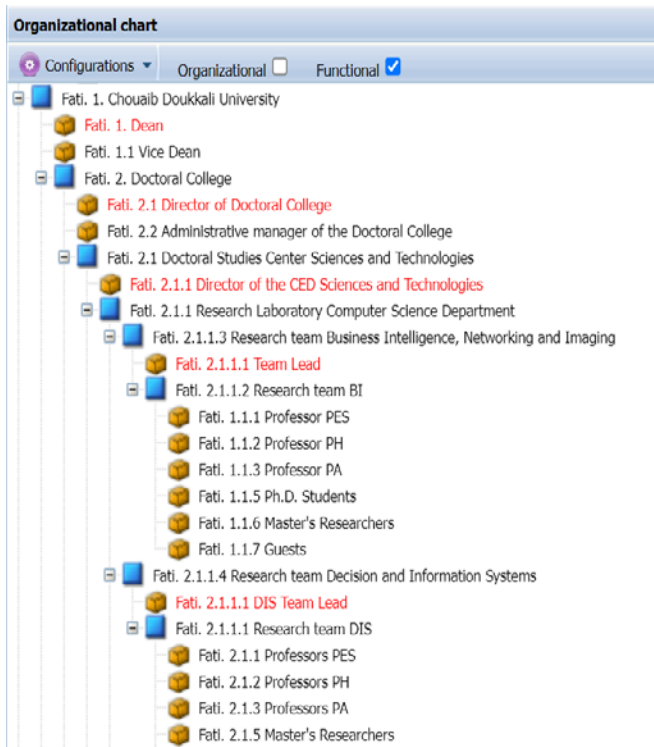 Organizational chart
Configurations Organizational Functional
Fati. 1. Chouaib Doukkali University
Fati. 1. Dean
Fati. 1.1 Vice Dean
Fati. 2. Doctoral College
Fati. 2.1 Director of Doctoral College
Fati. 2.2 Administrative manager of the Doctoral College
Fati. 2.1 Doctoral Studies Center Sciences and Technologies
Fati. 2.1.1 Director of the CED Sciences and Technologies
Fati. 2.1.1 Research Laboratory Computer Science Department
Fati. 2.1.1.3 Research team Business Intelligence, Networking and Imaging
Fati. 2.1.1.1 Team Lead
Fati. 2.1.1.2 Research team BI
Fati. 1.1.1 Professor PES
Fati. 1.1.2 Professor PH
Fati. 1.1.3 Professor PA
Fati. 1.1.5 Ph.D. Students
Fati. 1.1.6 Master's Researchers
Fati. 1.1.7 Guests
Fati. 2.1.1.4 Research team Decision and Information Systems
Fati. 2.1.1.1 DIS Team Lead
Fati. 2.1.1.1 Research team DIS
Fati. 2.1.1 Professors PES
Fati. 2.1.2 Professors PH
Fati. 2.1.3 Professors PA
Fati. 2.1.5 Master's Researchers